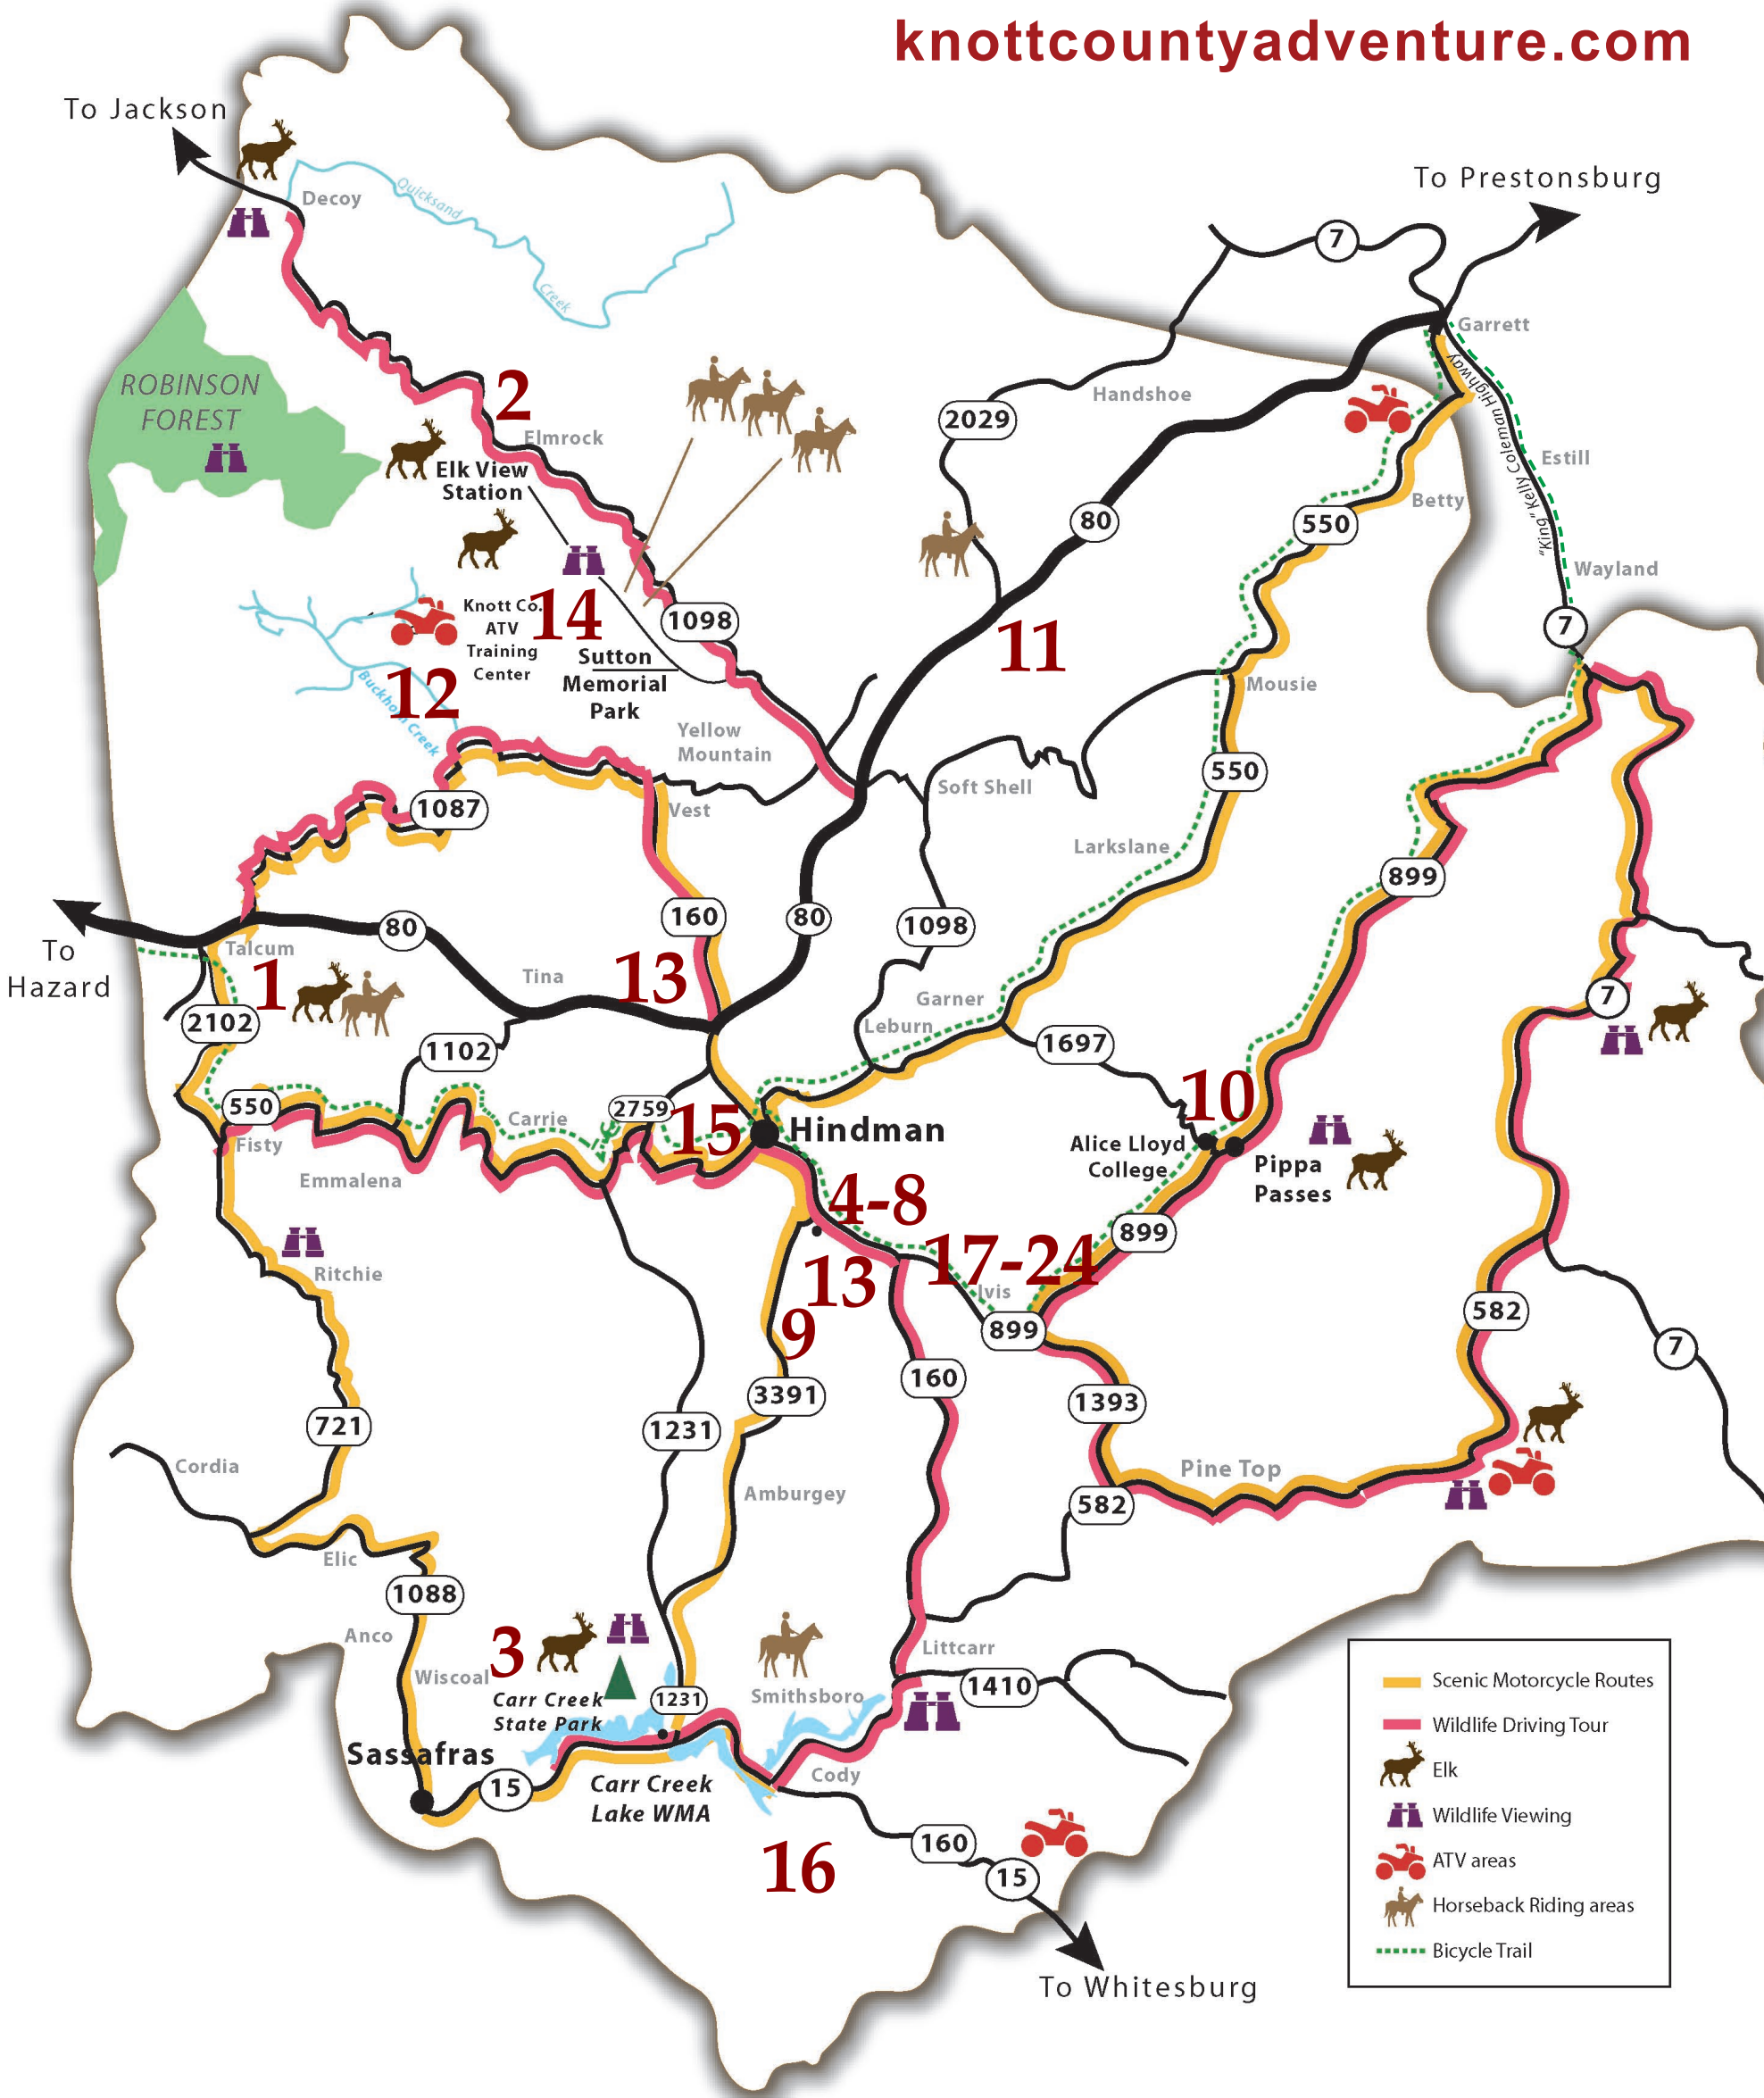 knottcountyadventure.com
To Jackson
Decoy
Quicksand
Creek
To Prestonsburg
7
Garrett
"King" Kelly Coleman Highway
Estill
Wayland
7
ROBINSON
FOREST
2
Elmrock
Elk View
Station
Handshoe
2029
80
Betty
550
Knott Co.
ATV
Training
Center
14
1098
Sutton
Memorial
Park
11
12
Buckhorn Creek
Yellow
Mountain
Mousie
550
Soft Shell
1087
Vest
Larkslane
899
160
80
1098
80
To
Hazard
Talcum
1
Tina
13
Garner
Leburn
7
2102
1102
1697
550
Fisty
Carrie
2759
15
Hindman
10
Alice Lloyd
College
Pippa
Passes
Emmalena
4-8
899
17-24
Ivis
13
9
899
Ritchie
582
7
160
3391
1393
721
1231
Cordia
Pine Top
Amburgey
582
Elic
1088
Anco
Wiscoal
3
Carr Creek
State Park
1231
Smithsboro
Littcarr
1410
Sassafras
15
Carr Creek
Lake WMA
Cody
16
160
15
To Whitesburg
Scenic Motorcycle Routes
Wildlife Driving Tour
Elk
Wildlife Viewing
ATV areas
Horseback Riding areas
Bicycle Trail